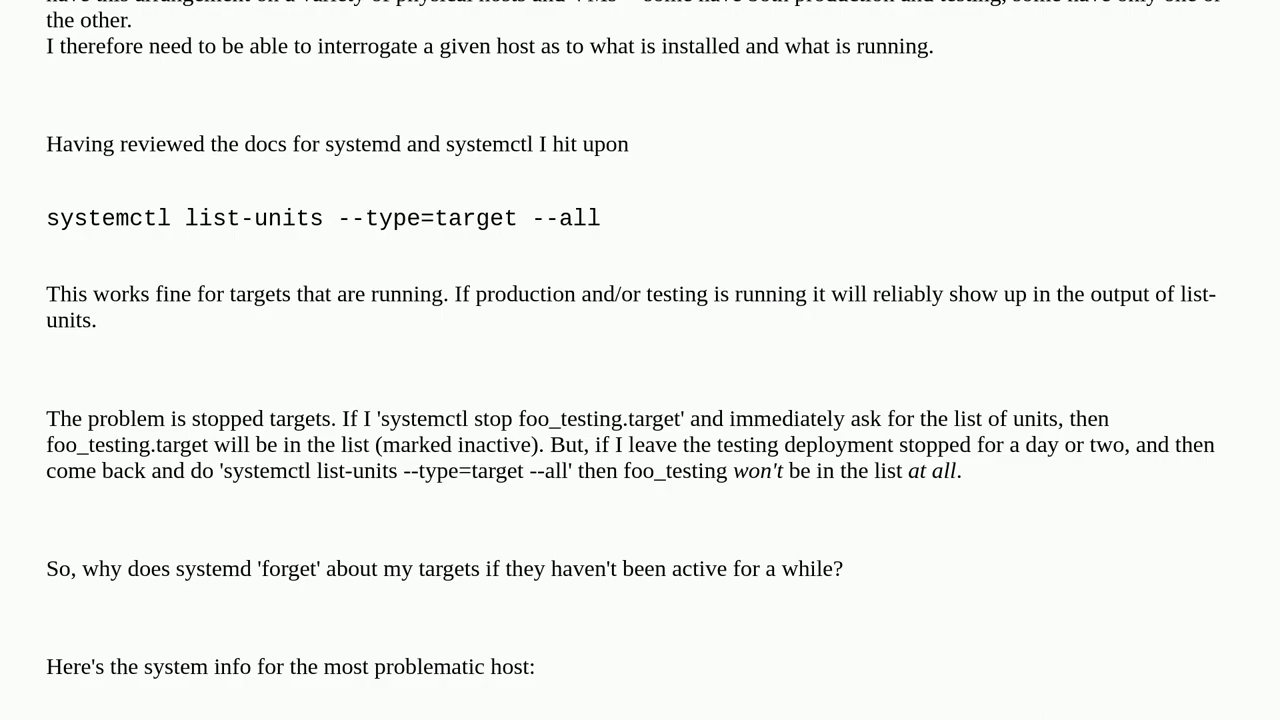 the other.
I therefore need to be able to interrogate a given host as to what is installed and what is running.
Having reviewed the docs for systemd and systemctl I hit upon
systemctl list-units --type=target --all
This works fine for targets that are running. If production and/or testing is running it will reliably show up in the output of list-
units.
The problem is stopped targets. If I 'systemctl stop foo_testing.target' and immediately ask for the list of units, then
foo_testing.target will be in the list (marked inactive). But, if I leave the testing deployment stopped for a day or two, and then
come back and do 'systemctl list-units --type=target --all' then foo_testing won't be in the list at all.
So, why does systemd 'forget' about my targets if they haven't been active for a while?
Here's the system info for the most problematic host: